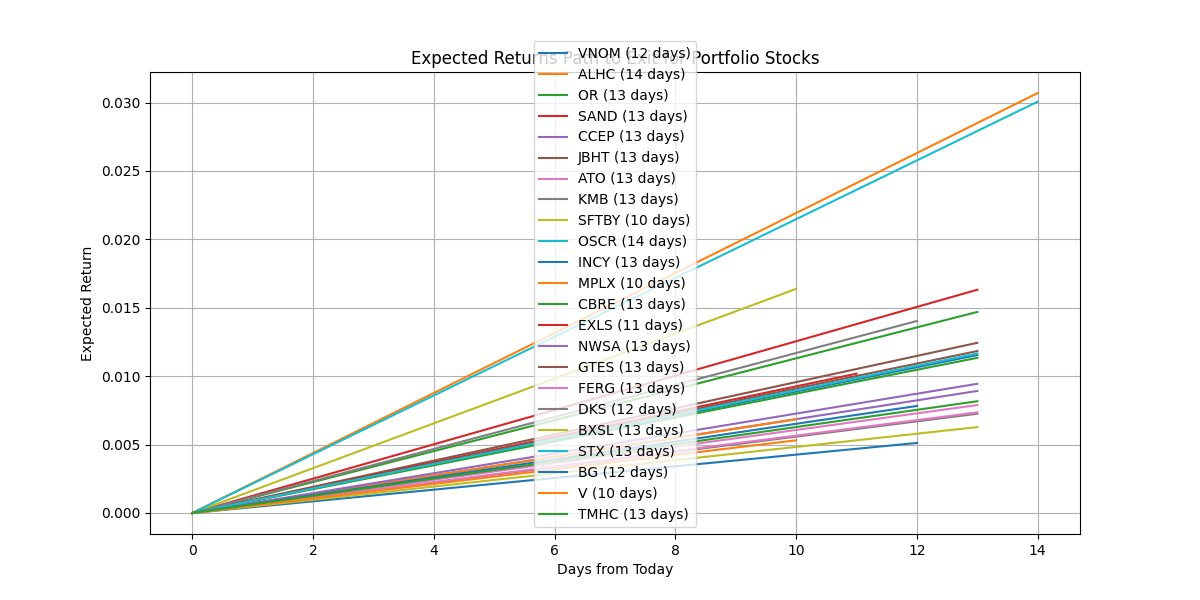 Expected Returns Path to Exit for Portfolio Stocks
VNOM (12 days)
ALHC (14 days)
OR (13 days)
SAND (13 days)
CCEP (13 days)
JBHT (13 days)
ATO (13 days)
KMB (13 days)
SFTBY (10 days)
OSCR (14 days)
INCY (13 days)
MPLX (10 days)
CBRE (13 days)
EXLS (11 days)
NWSA (13 days)
GTES (13 days)
FERG (13 days)
DKS (12 days)
BXSL (13 days)
STX (13 days)
BG (12 days)
V (10 days)
TMHC (13 days)
Expected Return
0.030
0.025
0.020
0.015
0.010
0.005
0.000
0 2 4 6 8 10 12 14
Days from Today